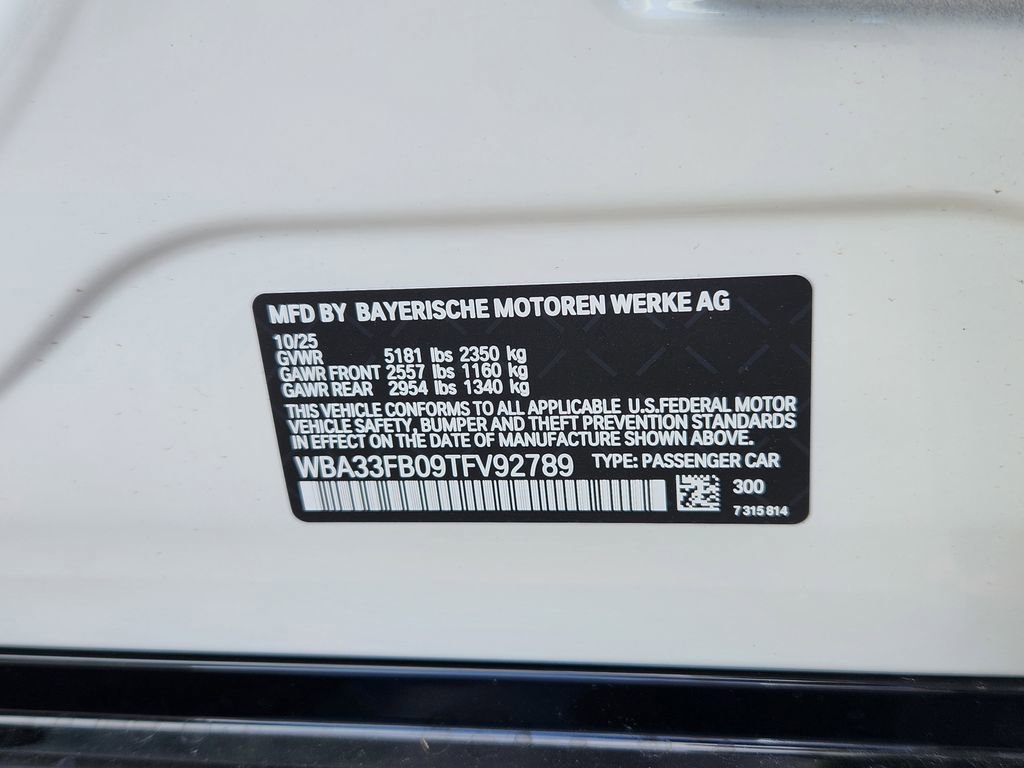 MFD BY BAYERISCHE MOTOREN WERKE AG
10/25
GVWR 5181 lbs 2350 kg
GAWR FRONT 2557 lbs 1160 kg
GAWR REAR 2954 lbs 1340 kg
THIS VEHICLE CONFORMS TO ALL APPLICABLE U.S.FEDERAL MOTOR
VEHICLE SAFETY, BUMPER AND THEFT PREVENTION STANDARDS
IN EFFECT ON THE DATE OF MANUFACTURE SHOWN ABOVE.
WBA33FB09TFV92789 TYPE: PASSENGER CAR
300
7 315 814